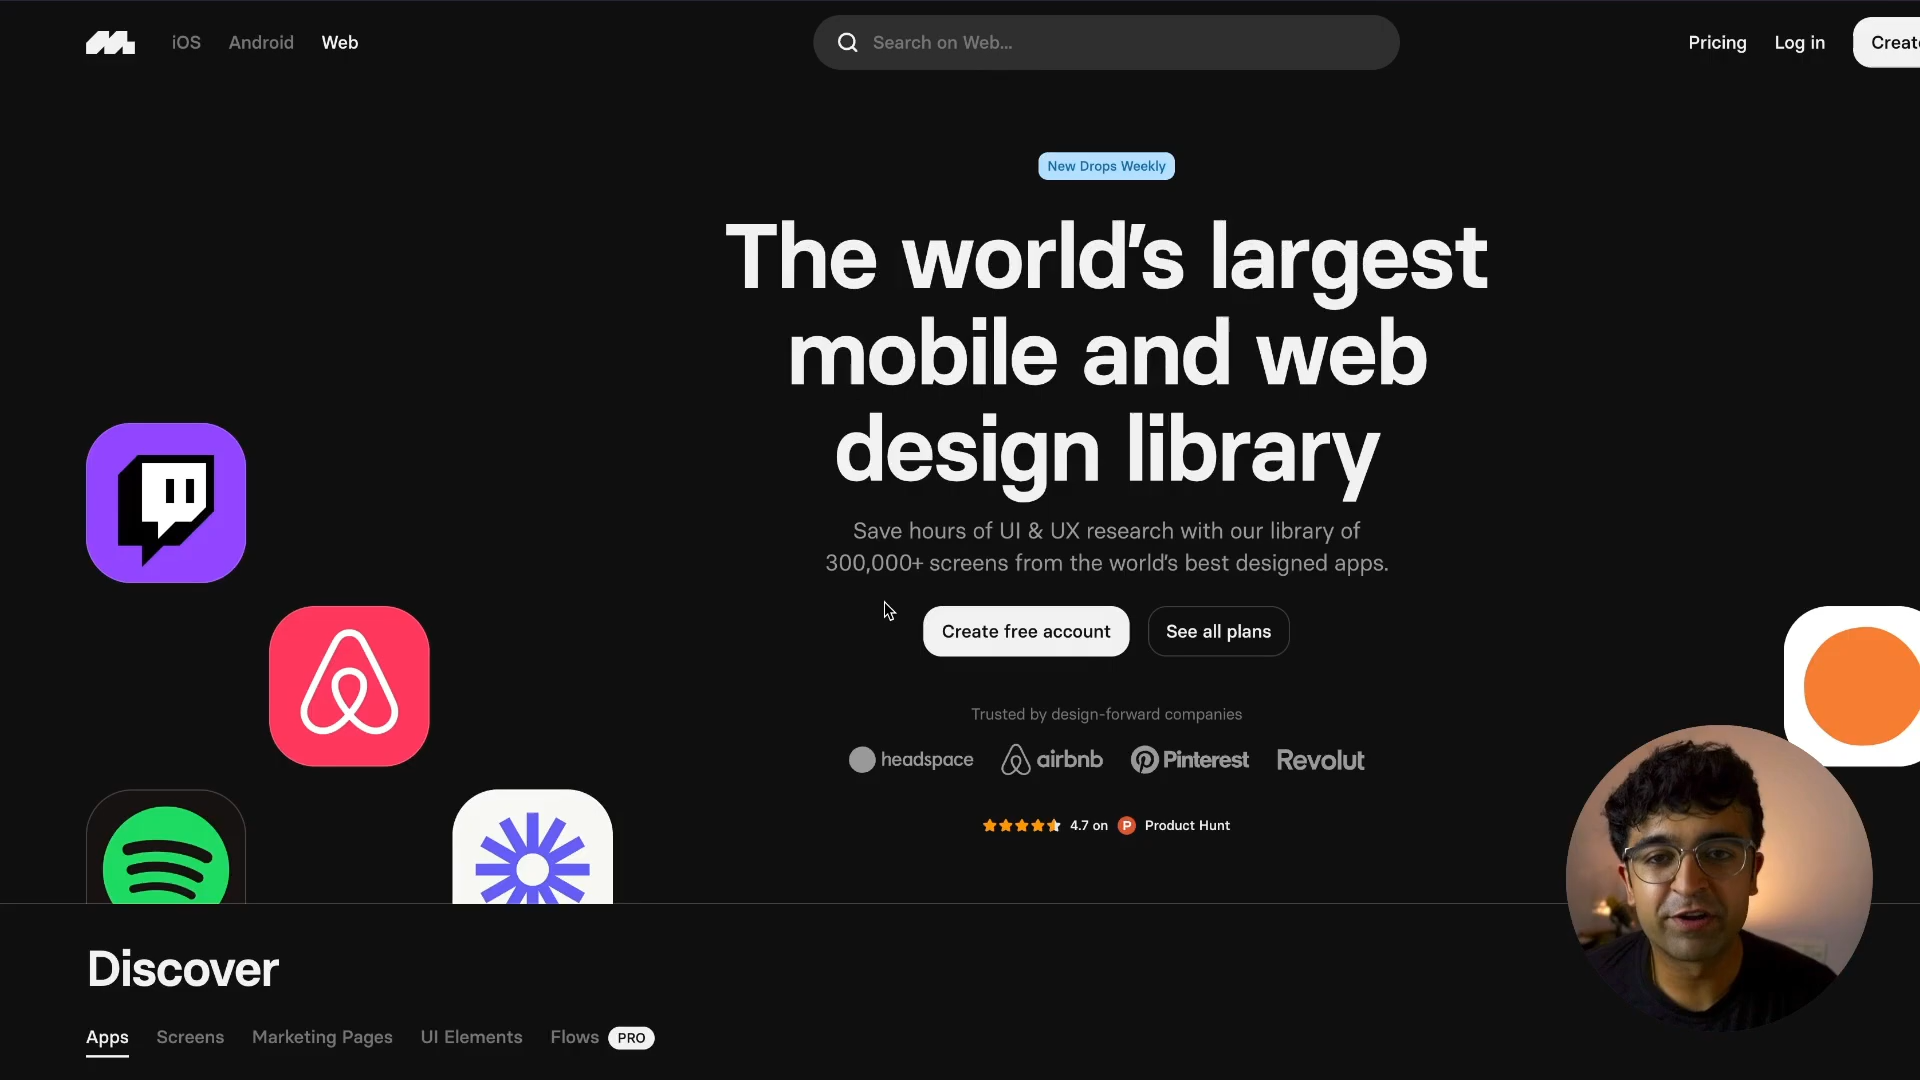 iOS Android Web
Search on Web...
Pricing Log in Create
New Drops Weekly
The world's largest
mobile and web
design library
Save hours of UI & UX research with our library of
300,000+ screens from the world's best designed apps.
Create free account
See all plans
Trusted by design-forward companies
headspace airbnb Pinterest Revolut
4.7 on P Product Hunt
Discover
Apps Screens Marketing Pages UI Elements Flows PRO